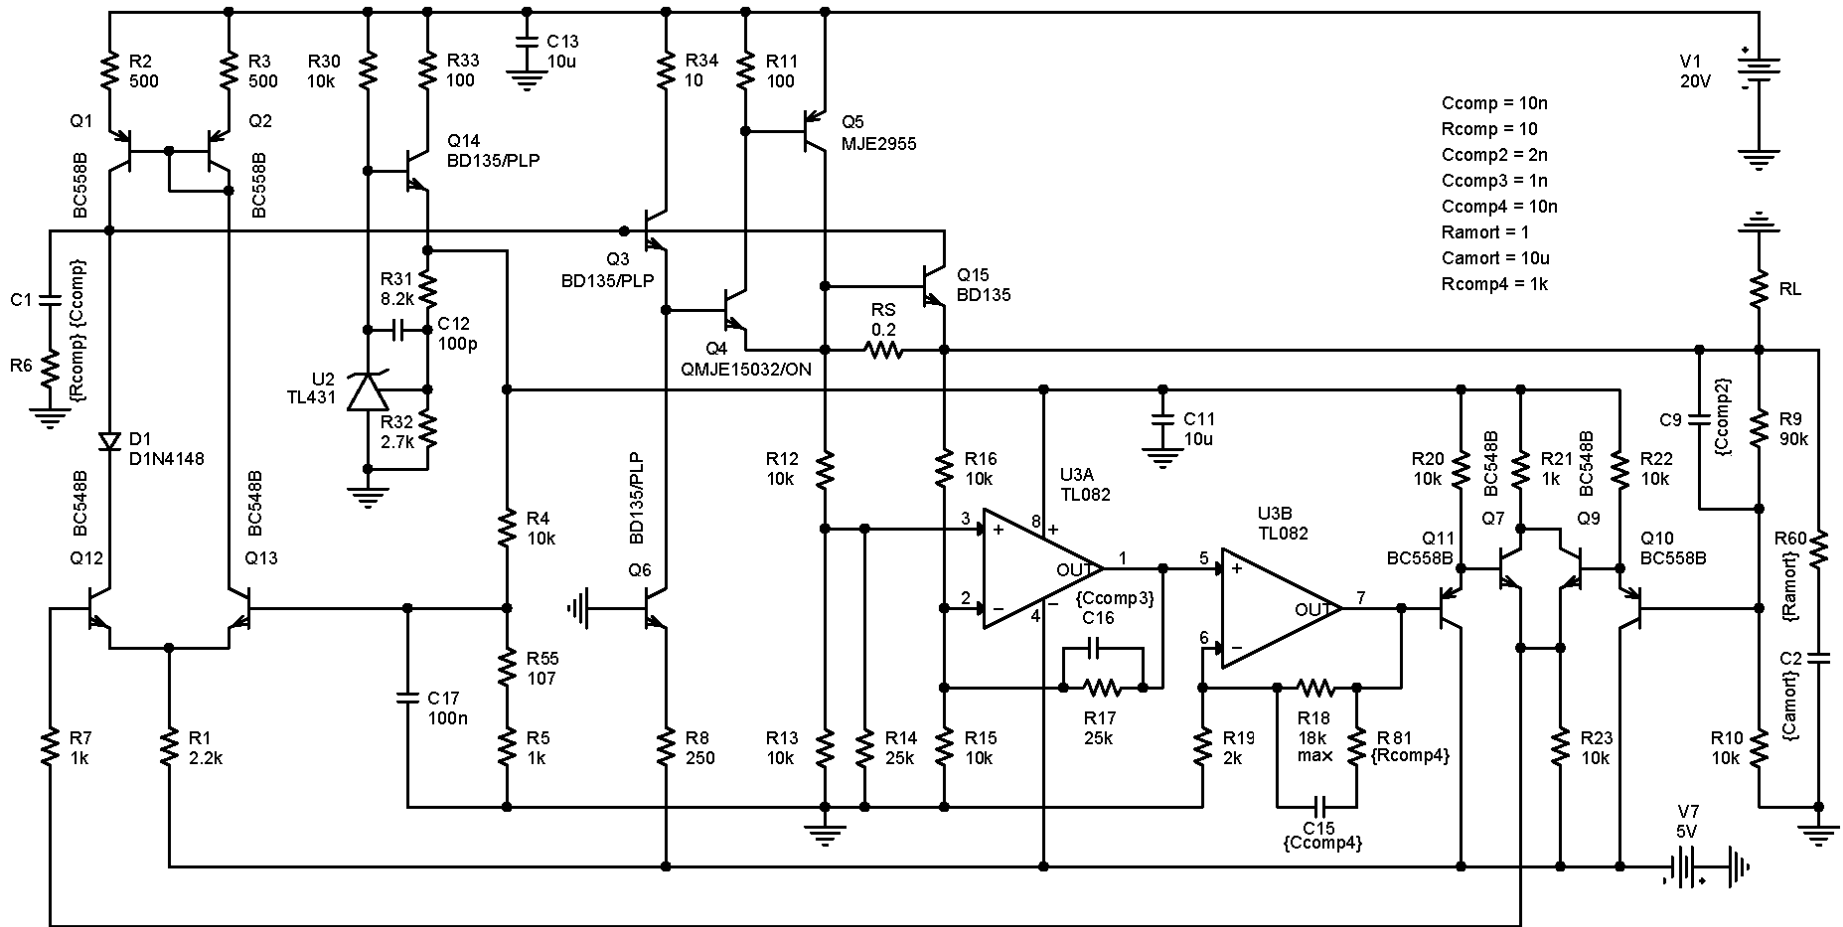 R2
500
R3
500
R30
10k
R33
100
C13
10u
R34
10
R11
100
V1
20V
Q1
BC558B
Q2
BC558B
Q14
BD135/PLP
Q5
MJE2955
Ccomp = 10n
Rcomp = 10
Ccomp2 = 2n
Ccomp3 = 1n
Ccomp4 = 10n
Ramort = 1
Camort = 10u
Rcomp4 = 1k
C1
{Ccomp}
R6
{Rcomp}
Q3
BD135/PLP
R31
8.2k
C12
100p
Q15
BD135
RS
0.2
RL
Q4
QMJE15032/ON
U2
TL431
R32
2.7k
C11
10u
C9
{Ccomp2}
R9
90k
D1
D1N4148
BC548B
BC548B
R4
10k
BD135/PLP
R12
10k
R16
10k
U3A
TL082
3
+
8
+
1
OUT
2
−
4
−
U3B
TL082
5
+
OUT
7
6
−
R20
10k
BC548B
R21
1k
BC548B
R22
10k
Q11
BC558B
Q7
Q9
Q10
BC558B
R60
{Ramort}
Q12
Q13
Q6
{Ccomp3}
C16
R55
107
C17
100n
C2
{Camort}
R7
1k
R1
2.2k
R5
1k
R8
250
R13
10k
R14
25k
R15
10k
R17
25k
R19
2k
R18
18k
max
R81
{Rcomp4}
R23
10k
R10
10k
C15
{Ccomp4}
V7
5V